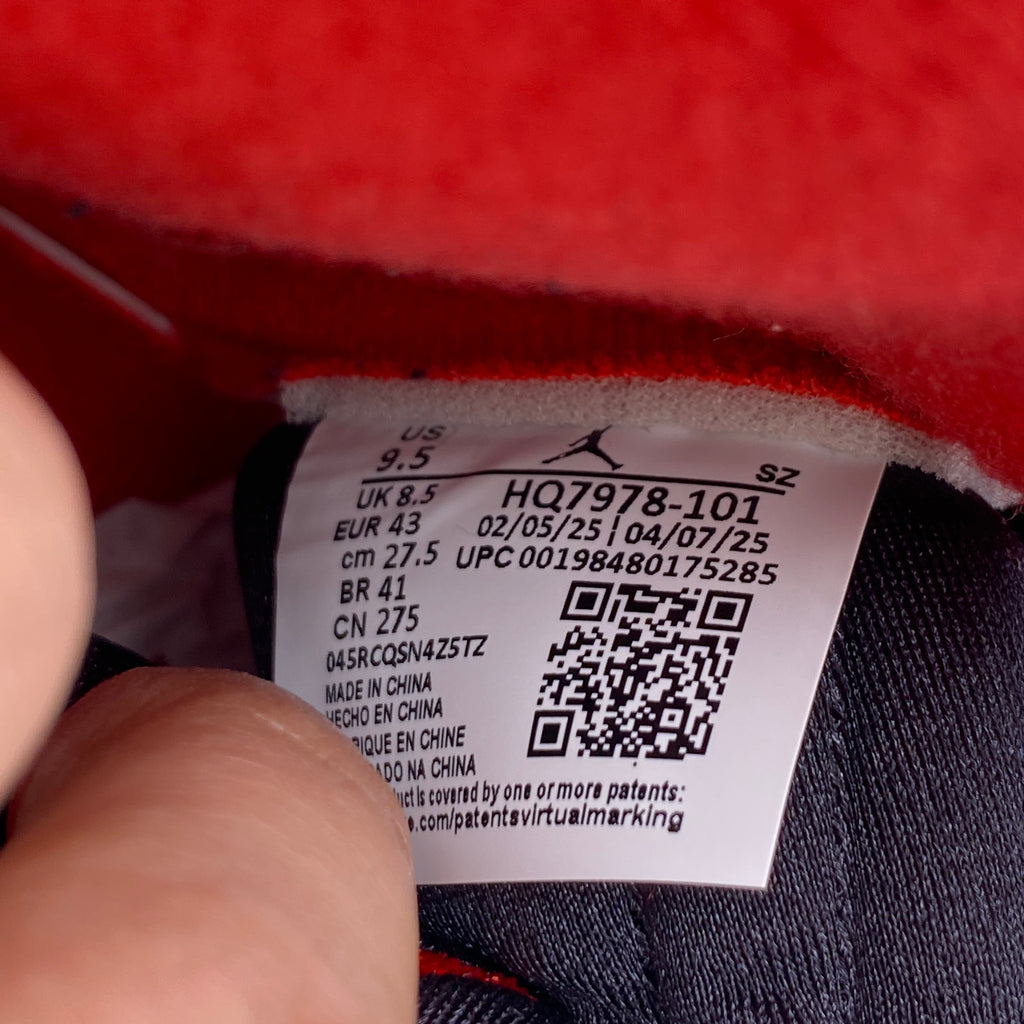 US
9.5
SZ
UK 8.5
HQ7978-101
EUR 43
02/05/25 | 04/07/25
cm 27.5
UPC 00198480175285
BR 41
CN 275
045RCQSN4Z5TZ
MADE IN CHINA
HECHO EN CHINA
EN CHINE
NA CHINA
is covered by one or more patents:
.com/patentsvirtualmarking